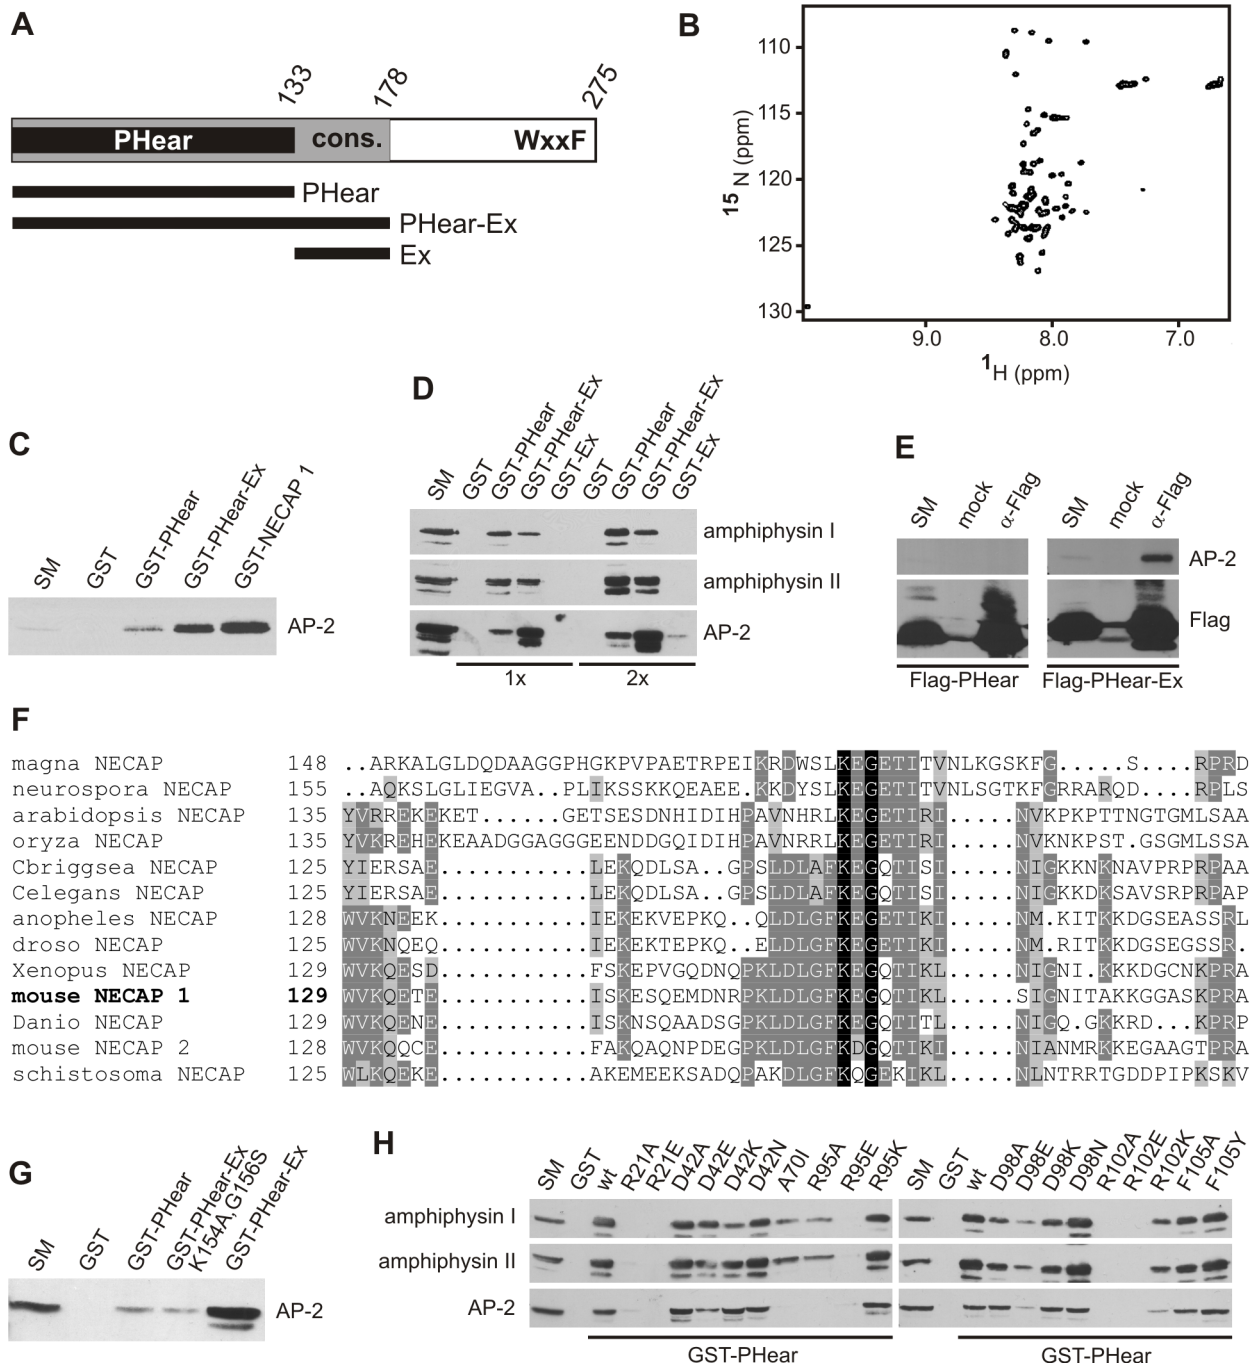 A
133
178
275
PHear
cons.
WxxF
PHear
PHear-Ex
Ex
B
110
115
120
125
130
15 N (ppm)
9.0
8.0
7.0
1H (ppm)
C
SM
GST
GST-PHear
GST-PHear-Ex
GST-NECAP 1
AP-2
D
SM
GST
GST-PHear
GST-PHear-Ex
GST-Ex
GST
GST-PHear
GST-PHear-Ex
GST-Ex
amphiphysin I
amphiphysin II
AP-2
1x
2x
E
SM
mock
α-Flag
SM
mock
α-Flag
AP-2
Flag
Flag-PHear
Flag-PHear-Ex
F
magna NECAP 148 ..ARKALGLDQDAAGGPHGKPVPAETRPEIKRDWSLKEGETITVNLKGSKFG.....S....RPRD
neurospora NECAP 155 ..AQKSLGLIEGVA..PLIKSSKKQEAEE.KKDYSLKEGETITVNLSGTKFGRRARQD....RPLS
arabidopsis NECAP 135 YVRREKEKET......GETSESDNHIDIHPAVNHRLKEGETIRI.....NVKPKPTTNGTGMLSAA
oryza NECAP 135 YVKREHEKEAADGGAGGGEENDDGQIDIHPAVNRRLKEGETIRI.....NVKNKPST.GSGMLSSA
Cbriggsea NECAP 125 YIERSAE...........LEKQDLSA..GPSLDLAFKEGQTISI.....NIGKKNKNAVPRPRPAA
Celegans NECAP 125 YIERSAE...........LEKQDLSA..GPSLDLAFKEGQTISI.....NIGKKDKSAVSRPRPAP
anopheles NECAP 128 WVKNEEK...........IEKEKVEPKQ..QLDLGFKEGETIKI.....NM.KITKKDGSEASSRL
droso NECAP 125 WVKNQEQ...........IEKEKTEPKQ..ELDLGFKEGETIKI.....NM.RITKKDGSEGSSR.
Xenopus NECAP 129 WVKQESD...........FSKEPVGQDNQPKLDLGFKEGQTIKL.....NIGNI.KKKDGCNKPRA
mouse NECAP 1 129 WVKQETE...........ISKESQEMDNRPKLDLGFKEGQTIKL.....SIGNITAKKGGASKPRA
Danio NECAP 129 WVKQENE...........ISKNSQAADSGPKLDLGFKEGQTITL.....NIGQ.GKKRD...KPRP
mouse NECAP 2 128 WVKQQCE...........FAKQAQNPDEGPKLDLGFKDGQTIKI.....NIANMRKKEGAAGTPRA
schistosoma NECAP 125 WLKQEKE...........AKEMEEKSADQPAKDLGFKQGEKIKL.....NLNTRRTGDDPIPKSKV
G
SM
GST
GST-PHear
GST-PHear-Ex
K154A,G156S
GST-PHear-Ex
AP-2
H
SM
GST
wt
R21A
R21E
D42A
D42E
D42K
D42N
A70I
R95A
R95E
R95K
SM
GST
wt
D98A
D98E
D98K
D98N
R102A
R102E
R102K
F105A
F105Y
amphiphysin I
amphiphysin II
AP-2
GST-PHear
GST-PHear